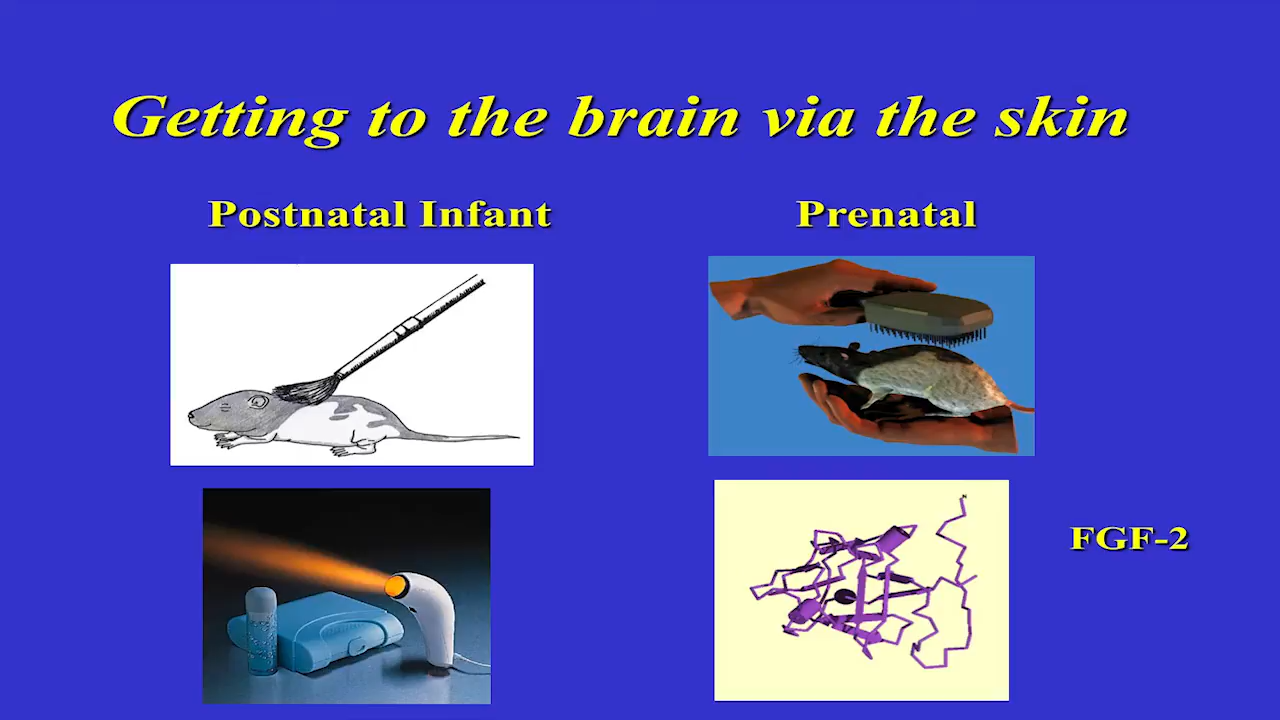 Getting to the brain via the skin
Postnatal Infant
Prenatal
FGF-2